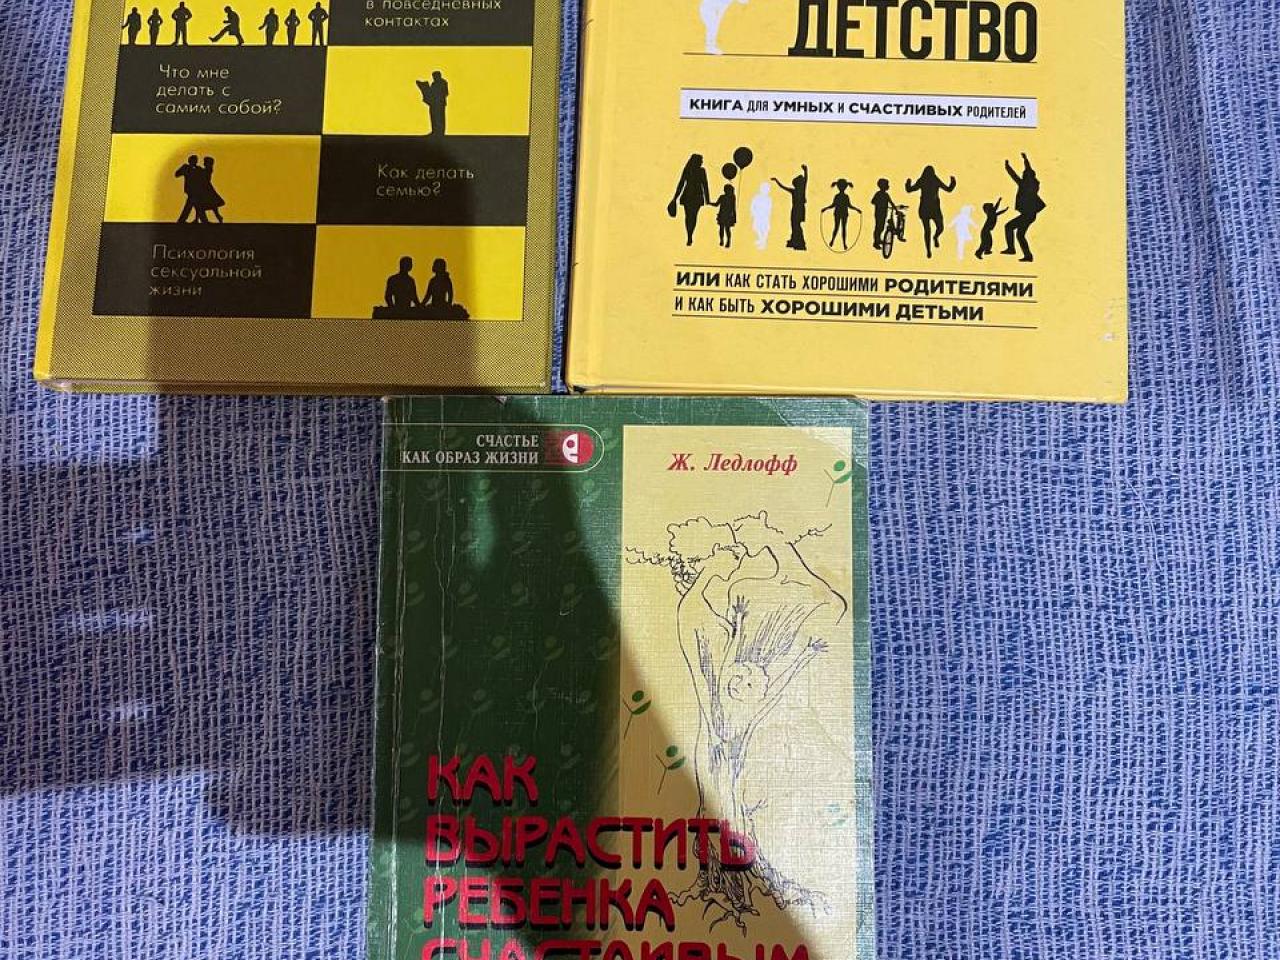 в повседневных
контактах
Что мне
делать с
самим собой?
Как делать
семью?
Психология
сексуальной
жизни
ДЕТСТВО
КНИГА ДЛЯ УМНЫХ И СЧАСТЛИВЫХ РОДИТЕЛЕЙ
ИЛИ КАК СТАТЬ ХОРОШИМИ РОДИТЕЛЯМИ
И КАК БЫТЬ ХОРОШИМИ ДЕТЬМИ
СЧАСТЬЕ
КАК ОБРАЗ ЖИЗНИ
Ж. Ледлофф
КАК
ВЫРАСТИТЬ
РЕБЕНКА
СЧАСТЛИВЫМ